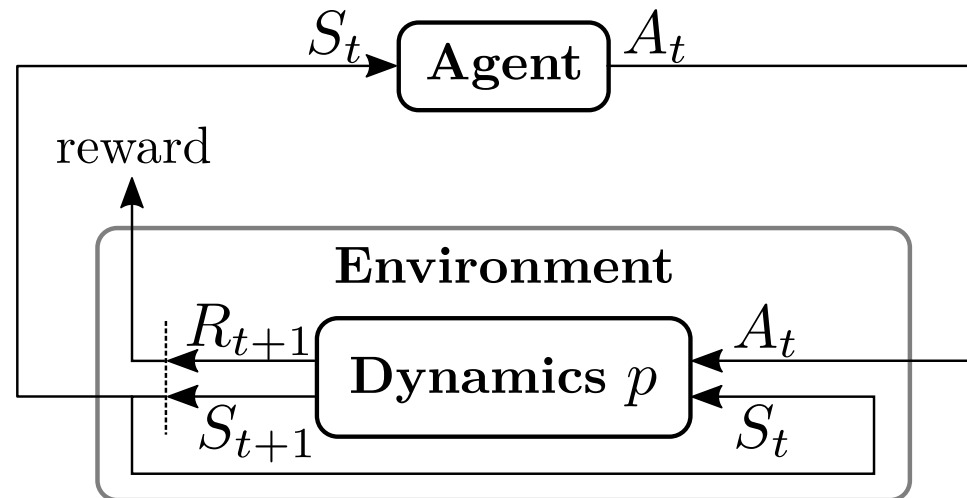 S_t Agent A_t
reward
Environment
R_{t+1} A_t
Dynamics p
S_{t+1} S_t